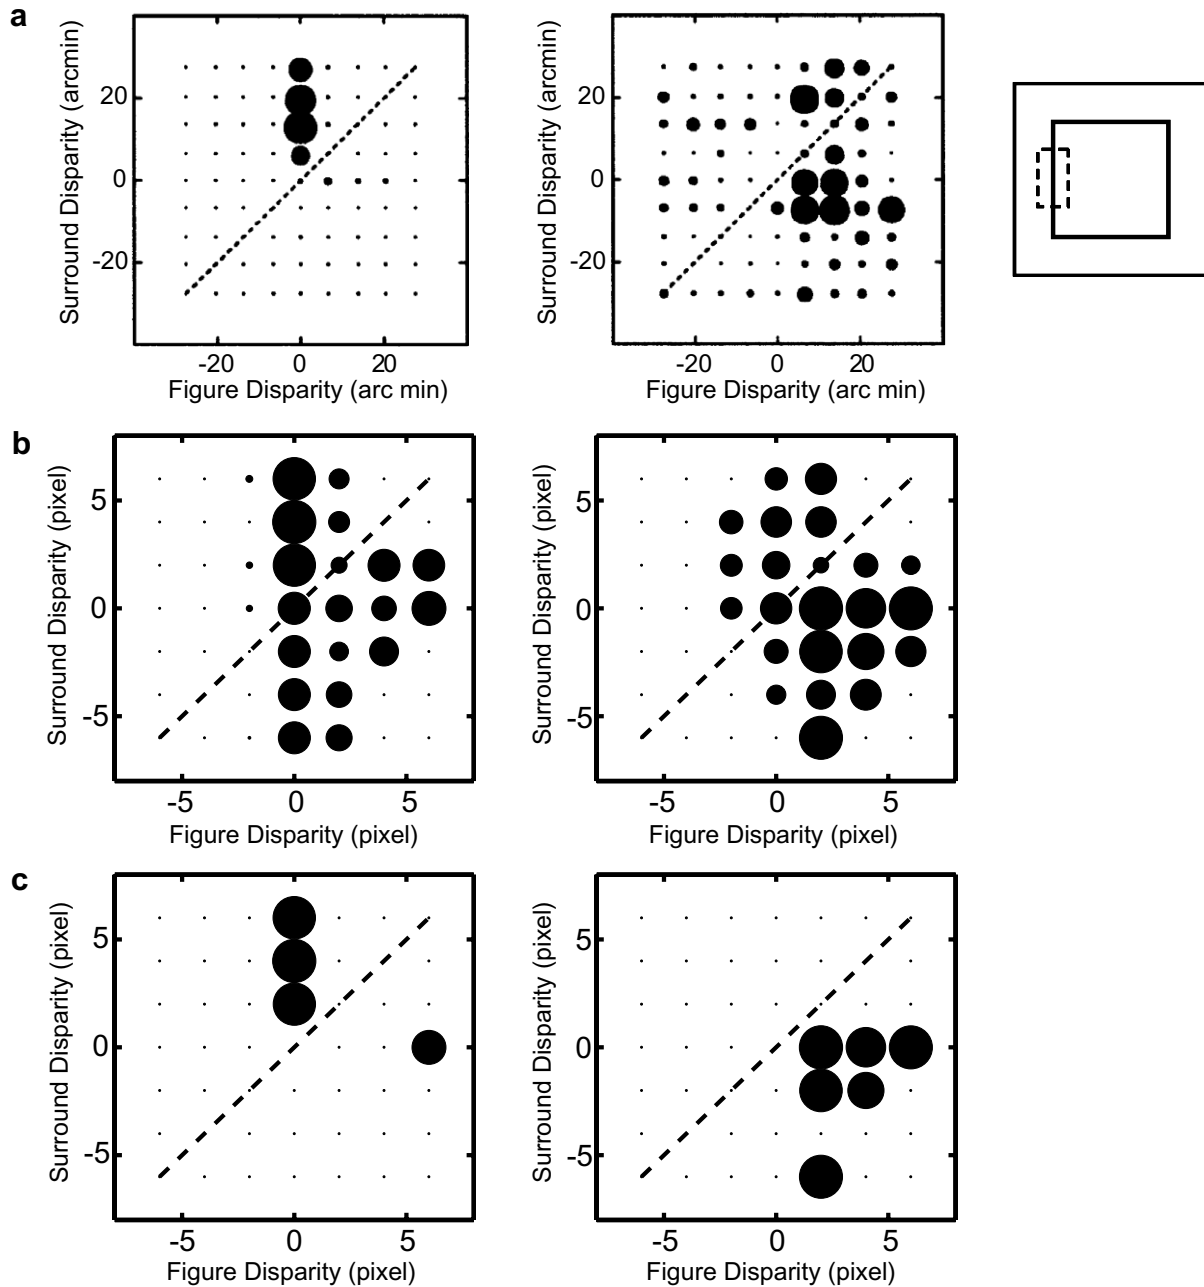 a
Surround Disparity (arcmin)
20
0
-20
-20 0 20
Figure Disparity (arc min)
Surround Disparity (arcmin)
20
0
-20
-20 0 20
Figure Disparity (arc min)
b
Surround Disparity (pixel)
5
0
-5
-5 0 5
Figure Disparity (pixel)
Surround Disparity (pixel)
5
0
-5
-5 0 5
Figure Disparity (pixel)
c
Surround Disparity (pixel)
5
0
-5
-5 0 5
Figure Disparity (pixel)
Surround Disparity (pixel)
5
0
-5
-5 0 5
Figure Disparity (pixel)